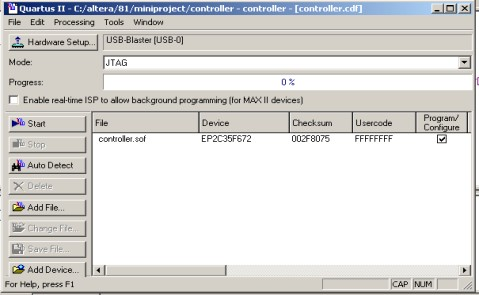 Quartus II - C:/altera/81/miniproject/controller - controller - [controller.cdf]
File Edit Processing Tools Window
Hardware Setup... USB-Blaster [USB-0]
Mode: JTAG
Progress: 0 %
Enable real-time ISP to allow background programming (for MAX II devices)
Start
Stop
Auto Detect
Delete
Add File...
Change File...
Save File...
Add Device...
File Device Checksum Usercode Program/
Configure
controller.sof EP2C35F672 002F8075 FFFFFFFF
For Help, press F1 CAP NUM